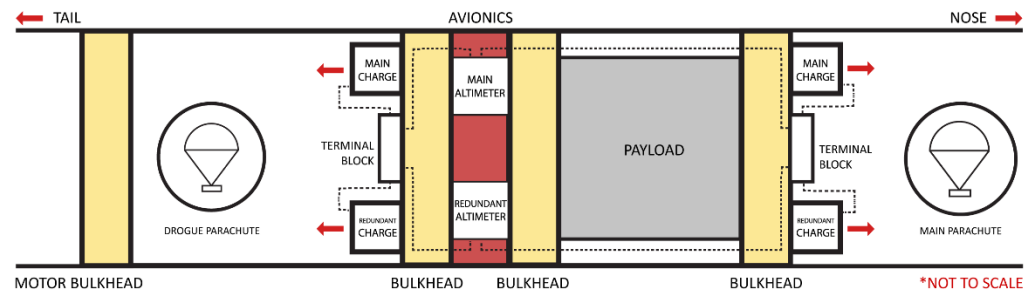 TAIL
AVIONICS
NOSE
MAIN
CHARGE
MAIN
ALTIMETER
MAIN
CHARGE
TERMINAL
BLOCK
PAYLOAD
TERMINAL
BLOCK
REDUNDANT
CHARGE
REDUNDANT
ALTIMETER
REDUNDANT
CHARGE
DROGUE PARACHUTE
MAIN PARACHUTE
MOTOR BULKHEAD
BULKHEAD
BULKHEAD
BULKHEAD
*NOT TO SCALE